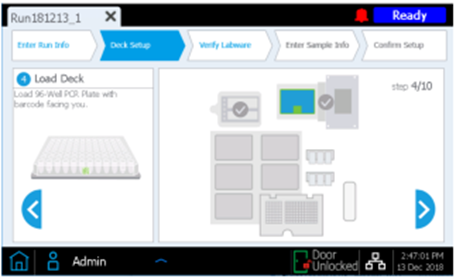 Run181213_1
Ready
Enter Run Info
Deck Setup
Verify Labware
Enter Sample Info
Confirm Setup
4 Load Deck
Load 96-Well PCR Plate with
barcode facing you.
step 4/10
Admin
Door
Unlocked
2:47:01 PM
13 Dec 2018